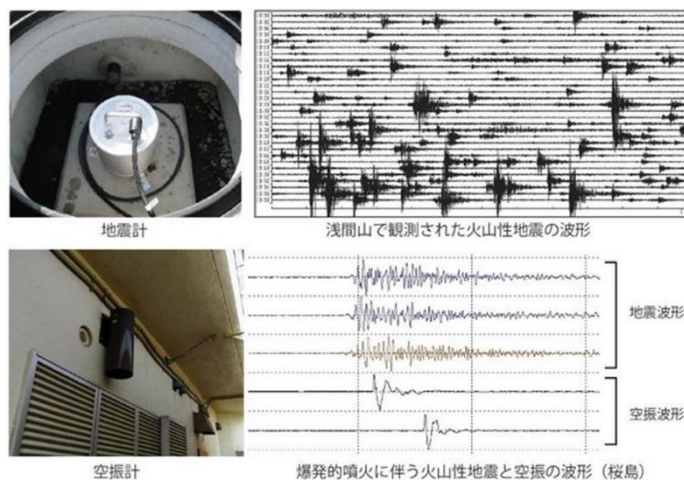 地震計
浅間山で観測された火山性地震の波形
地震波形
空振波形
空振計
爆発的噴火に伴う火山性地震と空振の波形（桜島）